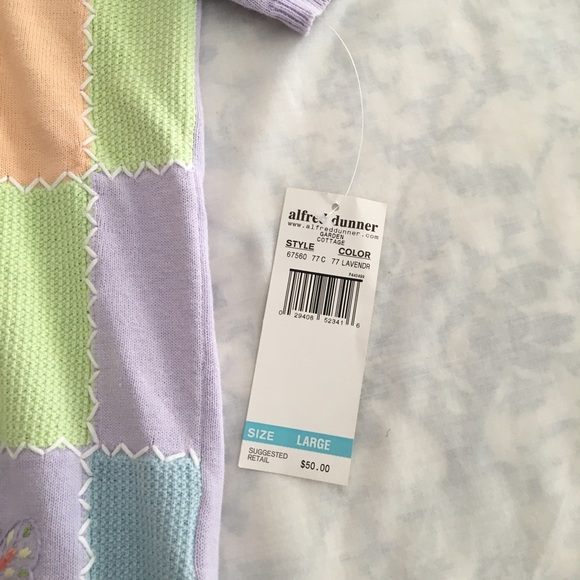 alfred dunner
www.alfreddunner.com
GARDEN
COTTAGE
STYLE COLOR
67560 77C 77 LAVENDR
0 29408 52341 6
SIZE LARGE
SUGGESTED
RETAIL $50.00